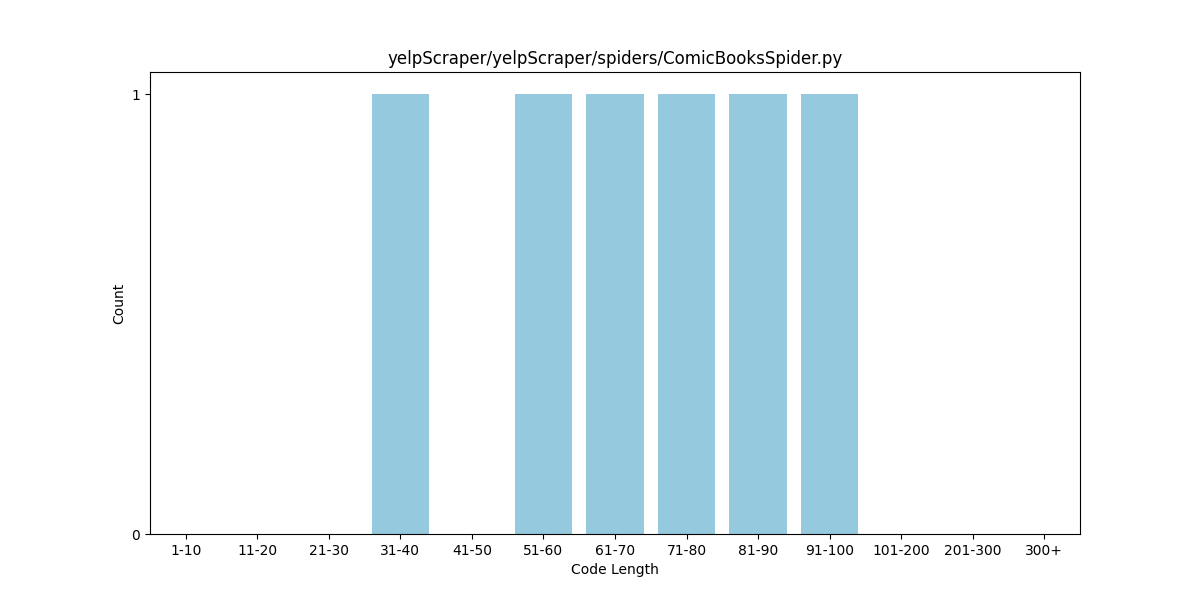 yelpScraper/yelpScraper/spiders/ComicBooksSpider.py
1
Count
0
1-10 11-20 21-30 31-40 41-50 51-60 61-70 71-80 81-90 91-100 101-200 201-300 300+
Code Length